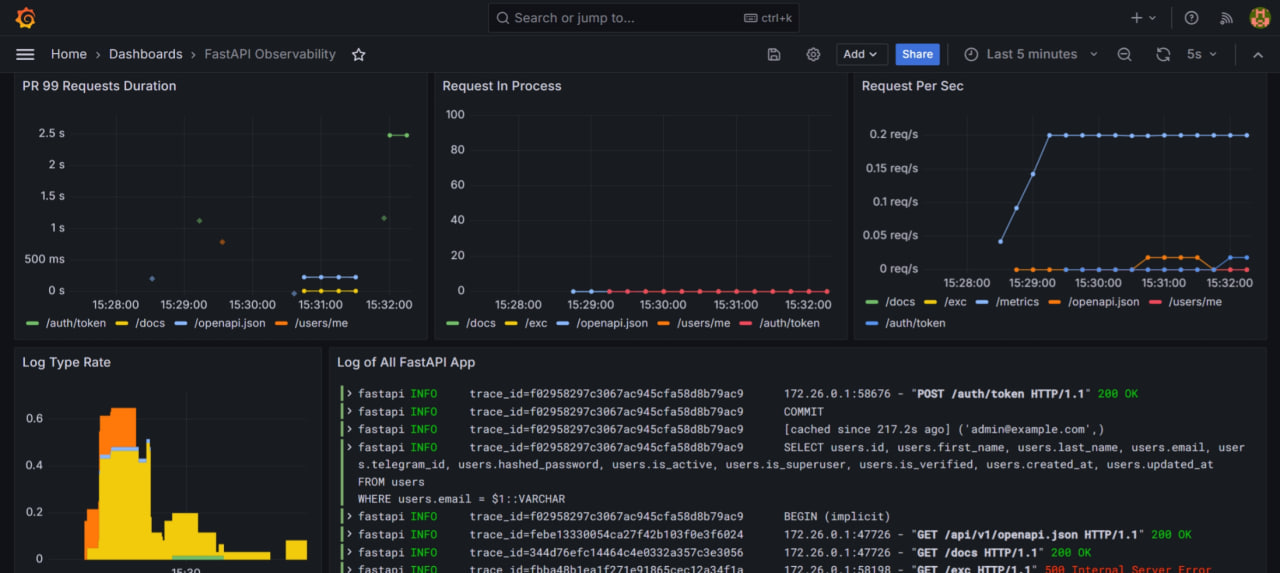 Search or jump to... ctrl+k
Home › Dashboards › FastAPI Observability Add Share Last 5 minutes 5s
PR 99 Requests Duration
2.5 s
2 s
1.5 s
1 s
500 ms
0 s
15:28:00 15:29:00 15:30:00 15:31:00 15:32:00
/auth/token /docs /openapi.json /users/me
Request In Process
100
80
60
40
20
0
15:28:00 15:29:00 15:30:00 15:31:00 15:32:00
/docs /exc /openapi.json /users/me /auth/token
Request Per Sec
0.2 req/s
0.15 req/s
0.1 req/s
0.05 req/s
0 req/s
15:28:00 15:29:00 15:30:00 15:31:00 15:32:00
/docs /exc /metrics /openapi.json /users/me
/auth/token
Log Type Rate
0.6
0.4
0.2
0
15:30
Log of All FastAPI App
fastapi INFO trace_id=f02958297c3067ac945cfa58d8b79ac9 172.26.0.1:58676 - "POST /auth/token HTTP/1.1" 200 OK
fastapi INFO trace_id=f02958297c3067ac945cfa58d8b79ac9 COMMIT
fastapi INFO trace_id=f02958297c3067ac945cfa58d8b79ac9 [cached since 217.2s ago] ('admin@example.com',)
fastapi INFO trace_id=f02958297c3067ac945cfa58d8b79ac9 SELECT users.id, users.first_name, users.last_name, users.email, user
s.telegram_id, users.hashed_password, users.is_active, users.is_superuser, users.is_verified, users.created_at, users.updated_at
FROM users
WHERE users.email = $1::VARCHAR
fastapi INFO trace_id=f02958297c3067ac945cfa58d8b79ac9 BEGIN (implicit)
fastapi INFO trace_id=febe13330054ca27f42b103f0e3f6024 172.26.0.1:47726 - "GET /api/v1/openapi.json HTTP/1.1" 200 OK
fastapi INFO trace_id=344d76efc14464c4e0332a357c3e3056 172.26.0.1:47726 - "GET /docs HTTP/1.1" 200 OK
fastapi INFO trace_id=fbba48b1ea1f271e91865cec12a34f1a 172.26.0.1:58198 - "GET /exc HTTP/1.1" 500 Internal Server Error